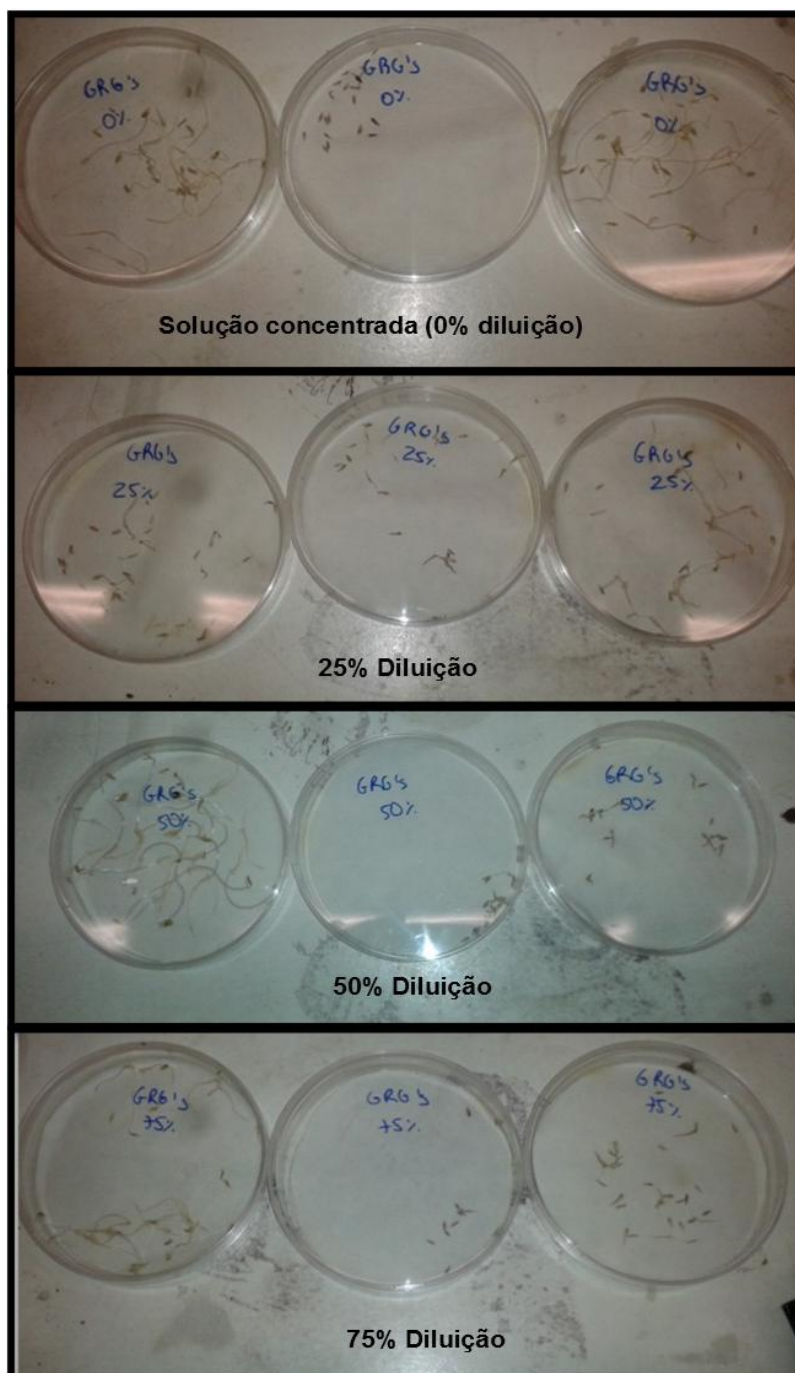 GRG's
0%.
GRG's
0%
GRG's
0%
Solução concentrada (0% diluição)
GRG's
25%
GRG's
25%
GRG's
25%
25% Diluição
GRG's
50%
GRG's
50%
GRG's
50%
50% Diluição
GRG's
75%
GRG's
75%
GRG's
75%
75% Diluição